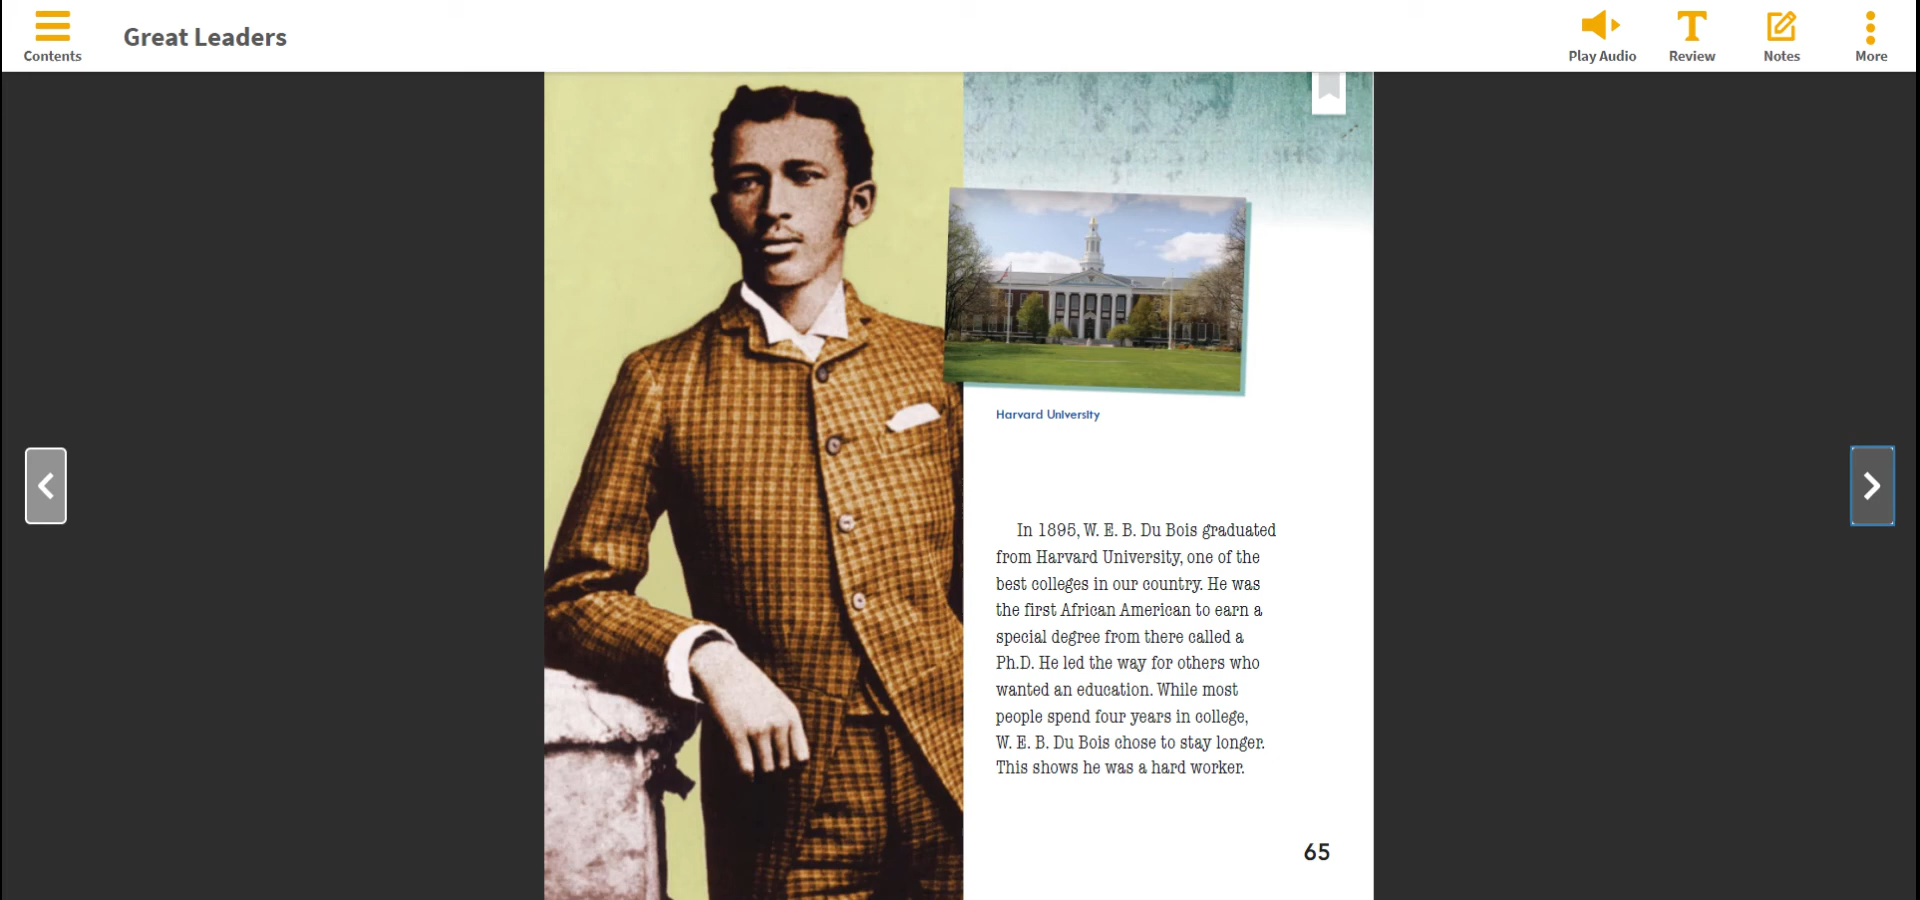 Contents
Great Leaders
Play Audio
Review
Notes
More
Harvard University
In 1895, W. E. B. Du Bois graduated
from Harvard University, one of the
best colleges in our country. He was
the first African American to earn a
special degree from there called a
Ph.D. He led the way for others who
wanted an education. While most
people spend four years in college,
W. E. B. Du Bois chose to stay longer.
This shows he was a hard worker.
65